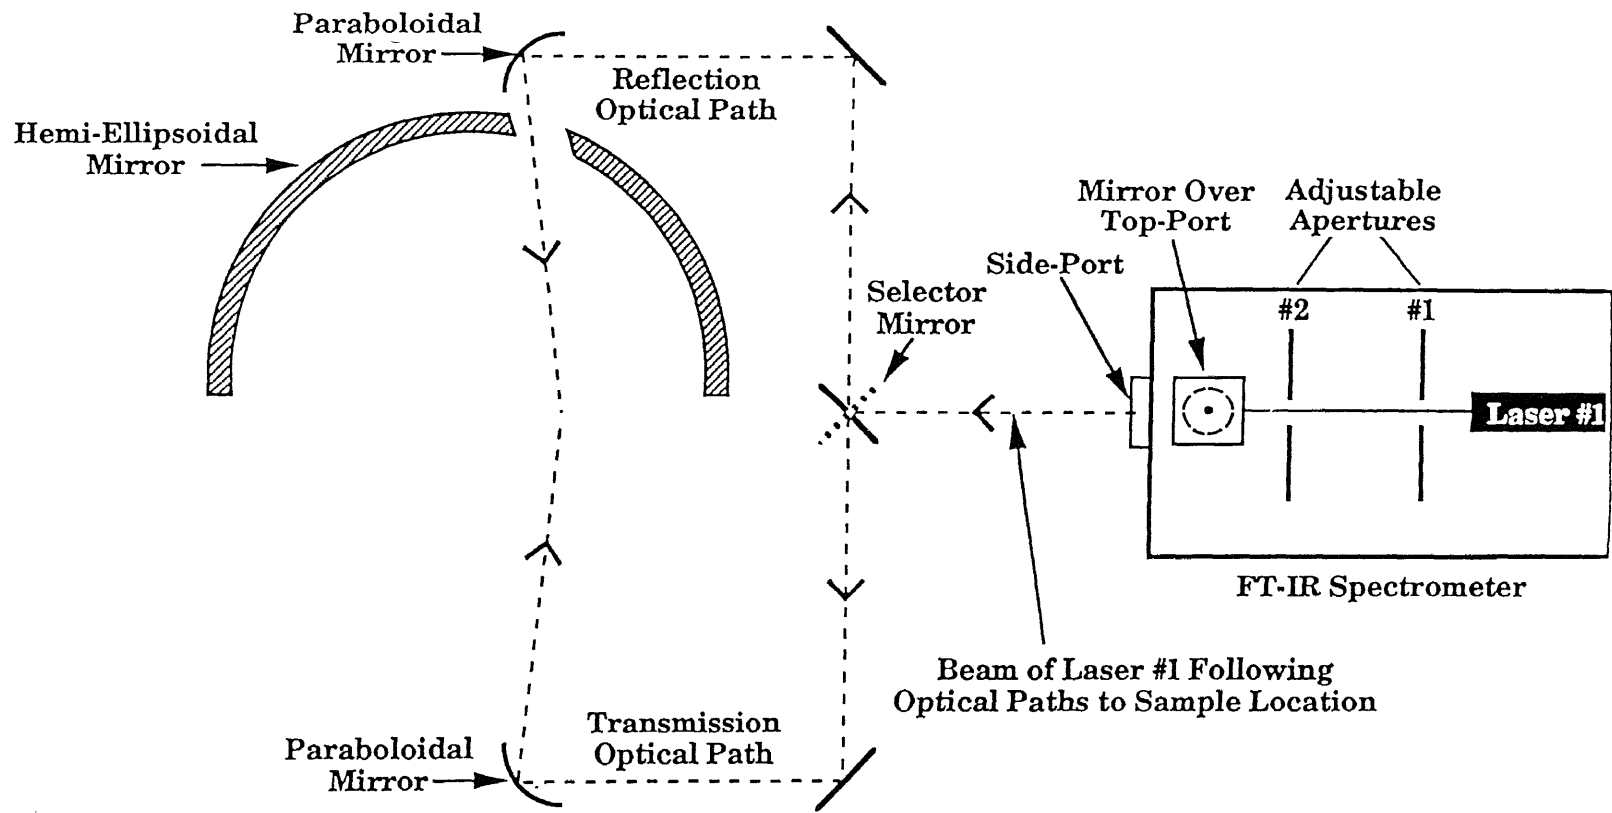 Paraboloidal
Mirror
Reflection
Optical Path
Hemi-Ellipsoidal
Mirror
Mirror Over
Top-Port
Adjustable
Apertures
Side-Port
Selector
Mirror
#2
#1
Laser #1
FT-IR Spectrometer
Beam of Laser #1 Following
Optical Paths to Sample Location
Transmission
Optical Path
Paraboloidal
Mirror